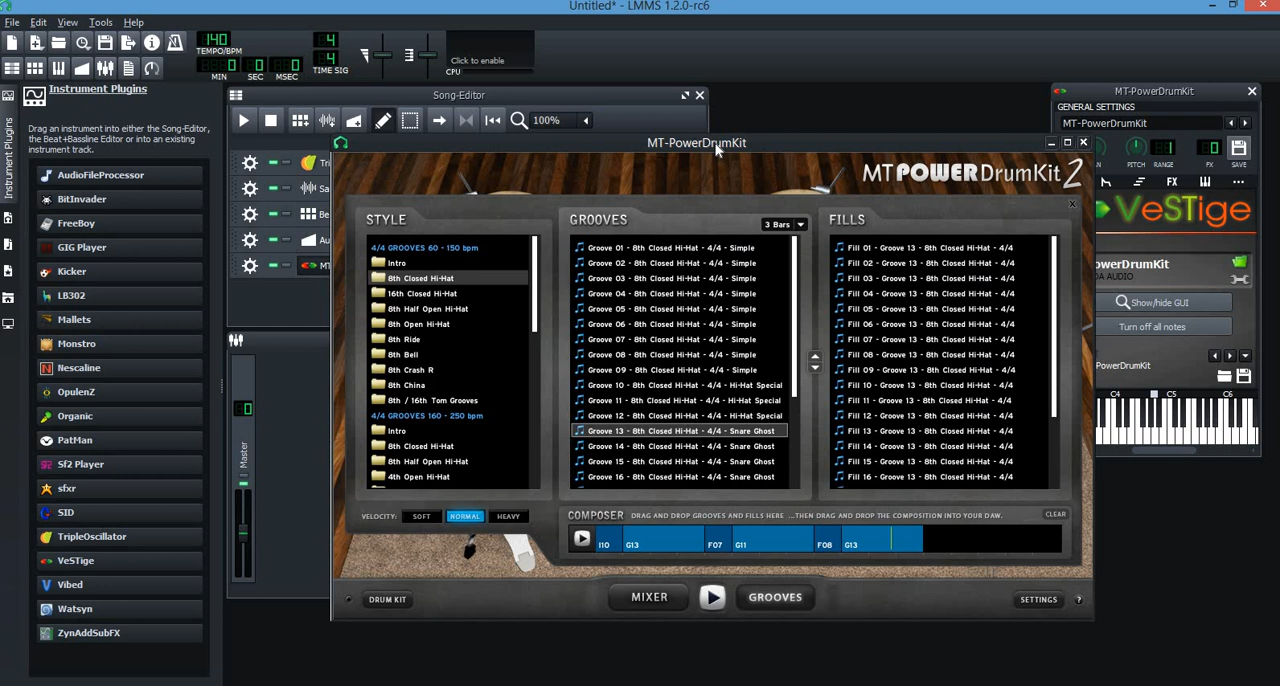 Untitled* - LMMS 1.2.0-rc6
File Edit View Tools Help
140
TEMPO/BPM
4
4
TIME SIG
0 0 0
MIN SEC MSEC
Click to enable
CPU
Instrument Plugins
Instrument Plugins
Drag an instrument into either the Song-Editor,
the Beat+Bassline Editor or into an existing
instrument track.
AudioFileProcessor
BitInvader
FreeBoy
GIG Player
Kicker
LB302
Mallets
Monstro
Nescaline
OpulenZ
Organic
PatMan
Sf2 Player
sfxr
SID
TripleOscillator
VeSTige
Vibed
Watsyn
ZynAddSubFX
Song-Editor
100%
Tri
Sa
Be
Au
MT
0
Master
MT-PowerDrumKit
MT POWER DrumKit 2
STYLE
4/4 GROOVES 60 - 150 bpm
Intro
8th Closed Hi-Hat
16th Closed Hi-Hat
8th Half Open Hi-Hat
8th Open Hi-Hat
8th Ride
8th Bell
8th Crash R
8th China
8th / 16th Tom Grooves
4/4 GROOVES 160 - 250 bpm
Intro
8th Closed Hi-Hat
8th Half Open Hi-Hat
4th Open Hi-Hat
GROOVES
3 Bars
Groove 01 - 8th Closed Hi-Hat - 4/4 - Simple
Groove 02 - 8th Closed Hi-Hat - 4/4 - Simple
Groove 03 - 8th Closed Hi-Hat - 4/4 - Simple
Groove 04 - 8th Closed Hi-Hat - 4/4 - Simple
Groove 05 - 8th Closed Hi-Hat - 4/4 - Simple
Groove 06 - 8th Closed Hi-Hat - 4/4 - Simple
Groove 07 - 8th Closed Hi-Hat - 4/4 - Simple
Groove 08 - 8th Closed Hi-Hat - 4/4 - Simple
Groove 09 - 8th Closed Hi-Hat - 4/4 - Simple
Groove 10 - 8th Closed Hi-Hat - 4/4 - Hi-Hat Special
Groove 11 - 8th Closed Hi-Hat - 4/4 - Hi-Hat Special
Groove 12 - 8th Closed Hi-Hat - 4/4 - Hi-Hat Special
Groove 13 - 8th Closed Hi-Hat - 4/4 - Snare Ghost
Groove 14 - 8th Closed Hi-Hat - 4/4 - Snare Ghost
Groove 15 - 8th Closed Hi-Hat - 4/4 - Snare Ghost
Groove 16 - 8th Closed Hi-Hat - 4/4 - Snare Ghost
FILLS
Fill 01 - Groove 13 - 8th Closed Hi-Hat - 4/4
Fill 02 - Groove 13 - 8th Closed Hi-Hat - 4/4
Fill 03 - Groove 13 - 8th Closed Hi-Hat - 4/4
Fill 04 - Groove 13 - 8th Closed Hi-Hat - 4/4
Fill 05 - Groove 13 - 8th Closed Hi-Hat - 4/4
Fill 06 - Groove 13 - 8th Closed Hi-Hat - 4/4
Fill 07 - Groove 13 - 8th Closed Hi-Hat - 4/4
Fill 08 - Groove 13 - 8th Closed Hi-Hat - 4/4
Fill 09 - Groove 13 - 8th Closed Hi-Hat - 4/4
Fill 10 - Groove 13 - 8th Closed Hi-Hat - 4/4
Fill 11 - Groove 13 - 8th Closed Hi-Hat - 4/4
Fill 12 - Groove 13 - 8th Closed Hi-Hat - 4/4
Fill 13 - Groove 13 - 8th Closed Hi-Hat - 4/4
Fill 14 - Groove 13 - 8th Closed Hi-Hat - 4/4
Fill 15 - Groove 13 - 8th Closed Hi-Hat - 4/4
Fill 16 - Groove 13 - 8th Closed Hi-Hat - 4/4
VELOCITY: SOFT NORMAL HEAVY
COMPOSER DRAG AND DROP GROOVES AND FILLS HERE ...THEN DRAG AND DROP THE COMPOSITION INTO YOUR DAW. CLEAR
I10 G13 F07 G11 F08 G13
DRUM KIT MIXER GROOVES SETTINGS ?
MT-PowerDrumKit
GENERAL SETTINGS
MT-PowerDrumKit
PAN PITCH 1 RANGE 0 FX SAVE
FX
VeSTige
owerDrumKit
DA AUDIO
Show/hide GUI
Turn off all notes
owerDrumKit
C4 C5 C6